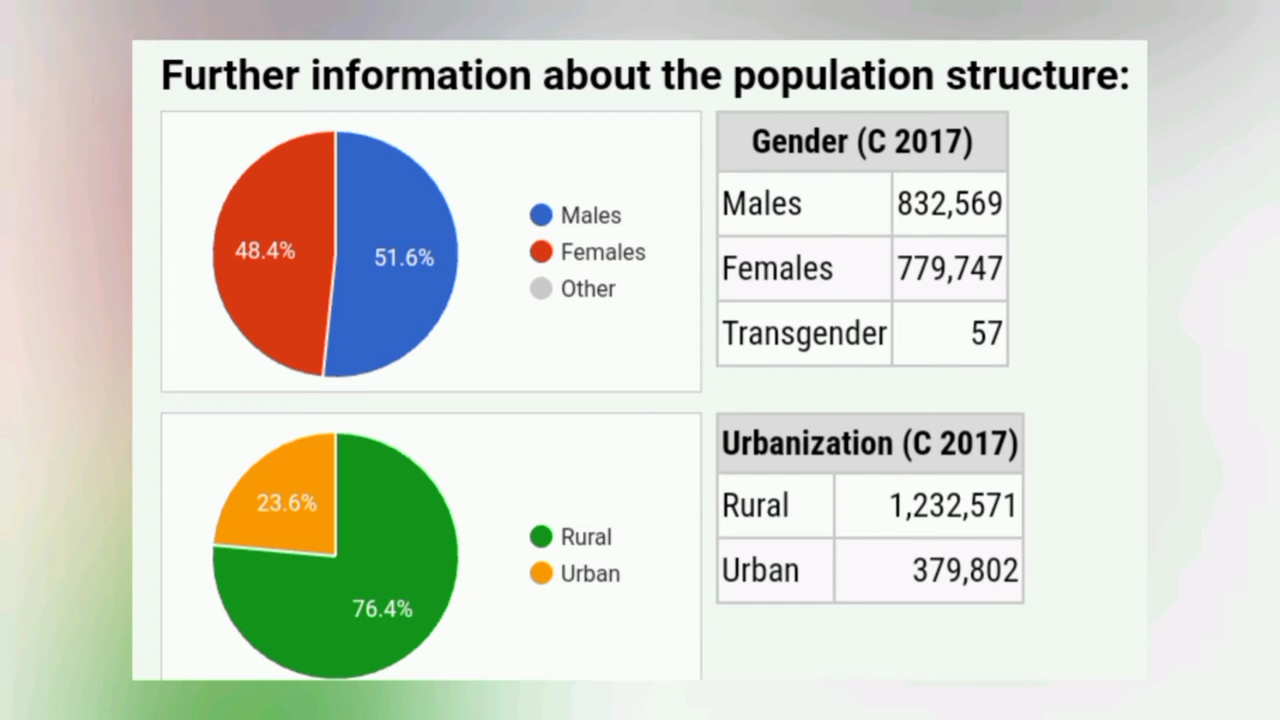 Further information about the population structure:
48.4%
51.6%
Males
Females
Other
Gender (C 2017)
Males 832,569
Females 779,747
Transgender 57
23.6%
76.4%
Rural
Urban
Urbanization (C 2017)
Rural 1,232,571
Urban 379,802